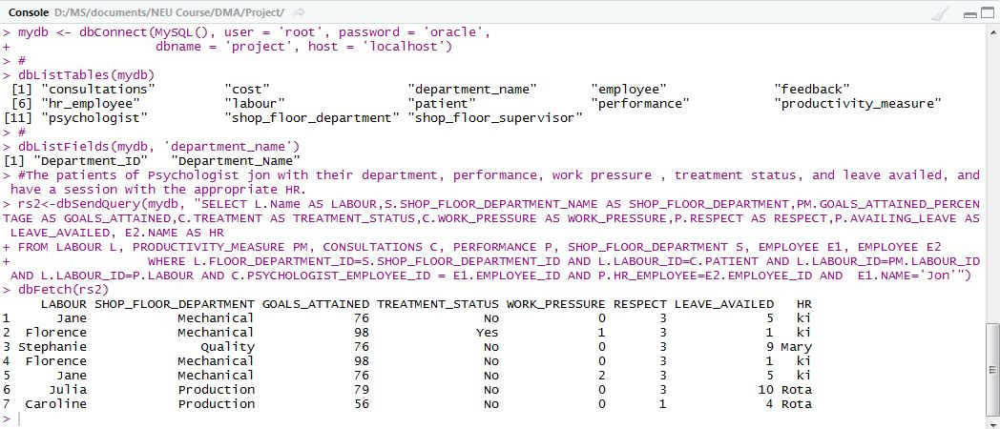 Console D:/MS/documents/NEU Course/DMA/Project/
> mydb <- dbConnect(MySQL(), user = 'root', password = 'oracle',
+                   dbname = 'project', host = 'localhost')
> #
> dbListTables(mydb)
 [1] "consultations"         "cost"                  "department_name"       "employee"              "feedback"
 [6] "hr_employee"           "labour"                "patient"               "performance"           "productivity_measure"
[11] "psychologist"          "shop_floor_department" "shop_floor_supervisor"
> #
> dbListFields(mydb, 'department_name')
[1] "Department_ID"   "Department_Name"
> #The patients of Psychologist jon with their department, performance, work pressure , treatment status, and leave availed, and
 have a session with the appropriate HR.
> rs2<-dbSendQuery(mydb, "SELECT L.Name AS LABOUR,S.SHOP_FLOOR_DEPARTMENT_NAME AS SHOP_FLOOR_DEPARTMENT,PM.GOALS_ATTAINED_PERCEN
TAGE AS GOALS_ATTAINED,C.TREATMENT AS TREATMENT_STATUS,C.WORK_PRESSURE AS WORK_PRESSURE,P.RESPECT AS RESPECT,P.AVAILING_LEAVE AS
 LEAVE_AVAILED, E2.NAME AS HR
+ FROM LABOUR L, PRODUCTIVITY_MEASURE PM, CONSULTATIONS C, PERFORMANCE P, SHOP_FLOOR_DEPARTMENT S, EMPLOYEE E1, EMPLOYEE E2
+                  WHERE L.FLOOR_DEPARTMENT_ID=S.SHOP_FLOOR_DEPARTMENT_ID AND L.LABOUR_ID=C.PATIENT AND L.LABOUR_ID=PM.LABOUR_ID
AND L.LABOUR_ID=P.LABOUR AND C.PSYCHOLOGIST_EMPLOYEE_ID = E1.EMPLOYEE_ID AND P.HR_EMPLOYEE=E2.EMPLOYEE_ID AND  E1.NAME='Jon'")
> dbFetch(rs2)
     LABOUR SHOP_FLOOR_DEPARTMENT GOALS_ATTAINED TREATMENT_STATUS WORK_PRESSURE RESPECT LEAVE_AVAILED   HR
1      Jane            Mechanical             76               No             0       3             5   ki
2  Florence            Mechanical             98              Yes             1       3             1   ki
3 Stephanie               Quality             76               No             0       3             9 Mary
4  Florence            Mechanical             98               No             0       3             1   ki
5      Jane            Mechanical             76               No             2       3             5   ki
6     Julia            Production             79               No             0       3            10 Rota
7  Caroline            Production             56               No             0       1             4 Rota
>